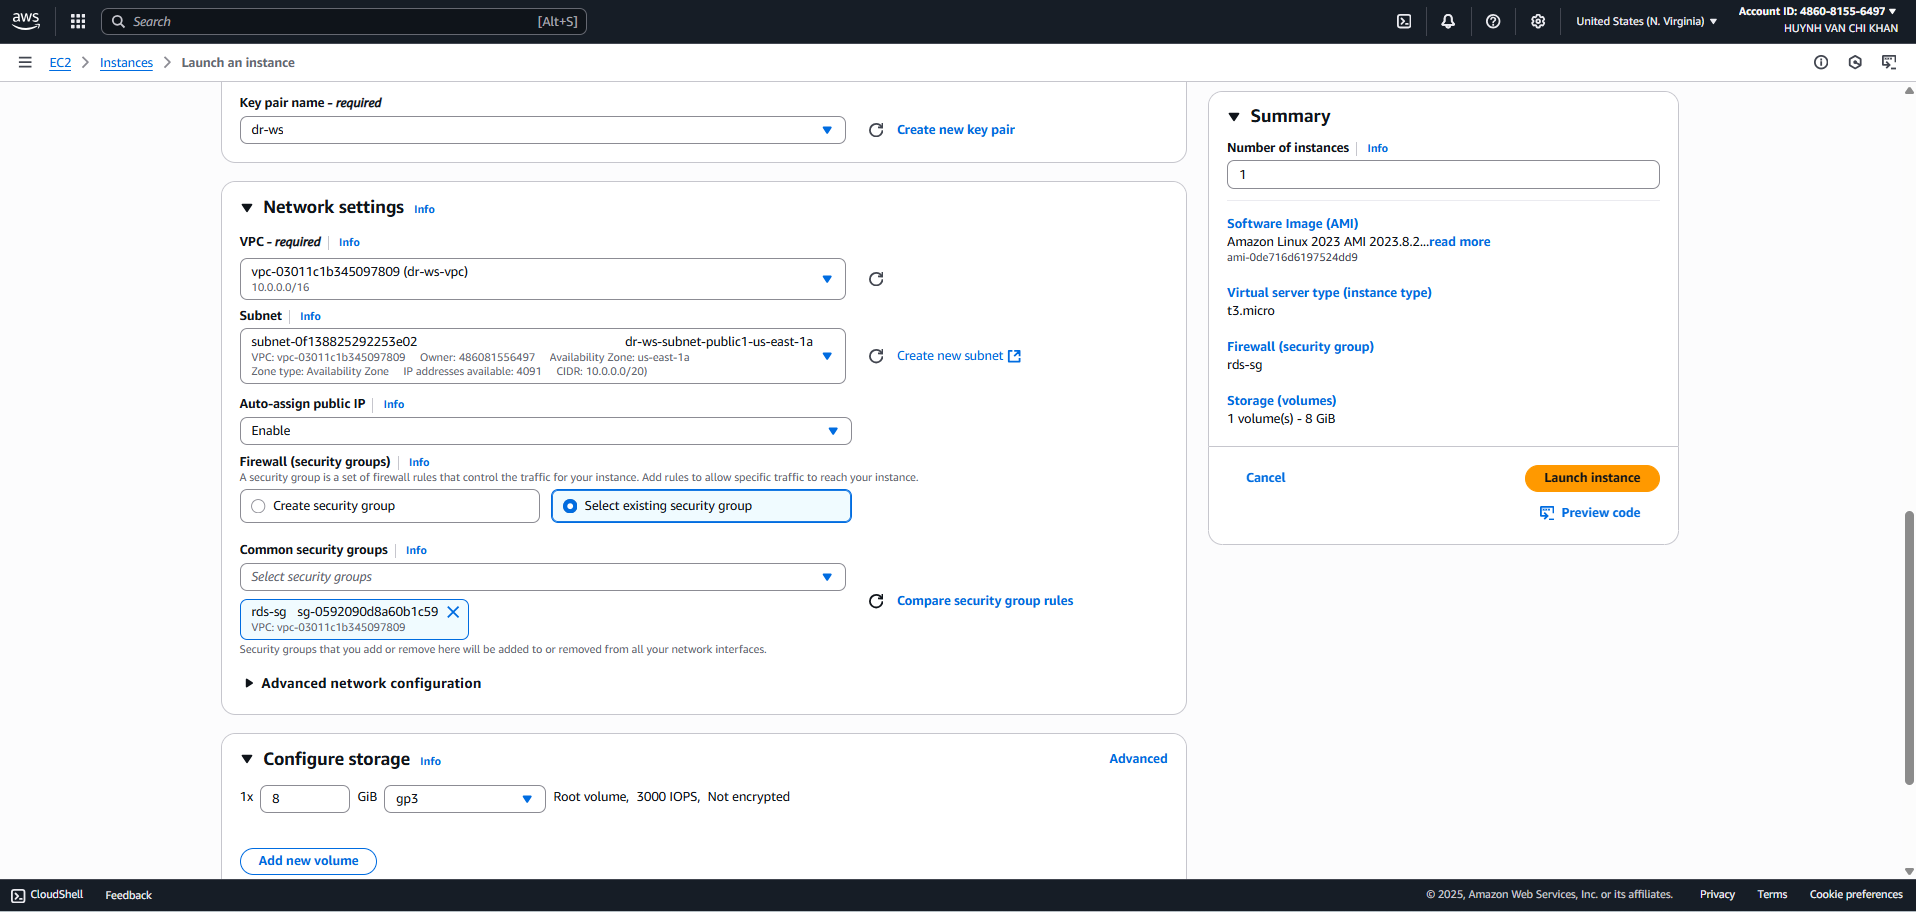 aws
Search [Alt+S]
United States (N. Virginia)
Account ID: 4860-8155-6497
HUYNH VAN CHI KHAN
EC2 Instances Launch an instance
Key pair name - required
dr-ws
Create new key pair
Network settings Info
VPC - required Info
vpc-03011c1b345097809 (dr-ws-vpc)
10.0.0.0/16
Subnet Info
subnet-0f138825292253e02 dr-ws-subnet-public1-us-east-1a
VPC: vpc-03011c1b345097809 Owner: 486081556497 Availability Zone: us-east-1a
Zone type: Availability Zone IP addresses available: 4091 CIDR: 10.0.0.0/20)
Create new subnet
Auto-assign public IP Info
Enable
Firewall (security groups) Info
A security group is a set of firewall rules that control the traffic for your instance. Add rules to allow specific traffic to reach your instance.
Create security group
Select existing security group
Common security groups Info
Select security groups
rds-sg sg-0592090d8a60b1c59
VPC: vpc-03011c1b345097809
Compare security group rules
Security groups that you add or remove here will be added to or removed from all your network interfaces.
Advanced network configuration
Configure storage Info
Advanced
1x 8 GiB gp3 Root volume, 3000 IOPS, Not encrypted
Add new volume
Summary
Number of instances Info
1
Software Image (AMI)
Amazon Linux 2023 AMI 2023.8.2...read more
ami-0de716d6197524dd9
Virtual server type (instance type)
t3.micro
Firewall (security group)
rds-sg
Storage (volumes)
1 volume(s) - 8 GiB
Cancel
Launch instance
Preview code
CloudShell Feedback
© 2025, Amazon Web Services, Inc. or its affiliates. Privacy Terms Cookie preferences